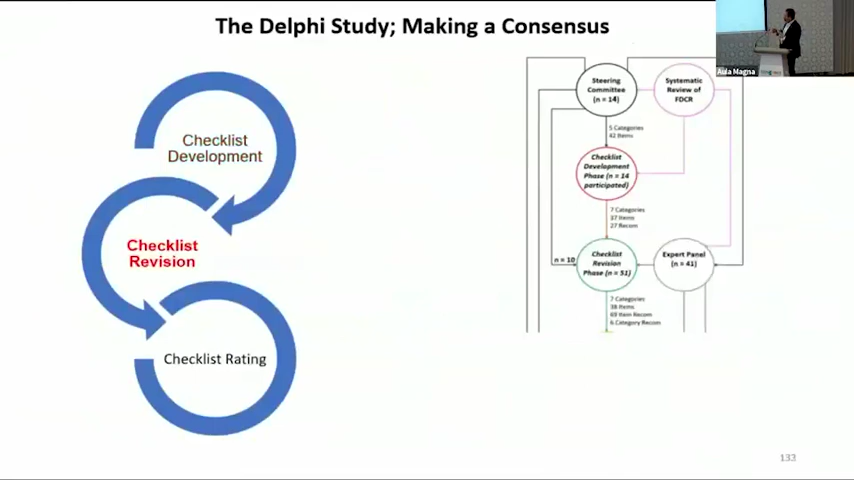 The Delphi Study; Making a Consensus
Aula Magna
Checklist
Development
Checklist
Revision
Checklist Rating
Steering
Committee
(n = 14)
Systematic
Review of
FDCR
5 Categories
42 Items
Checklist
Development
Phase (n = 14
participated)
7 Categories
37 Items
27 Recom
n = 10
Checklist
Revision
Phase (n = 51)
Expert Panel
(n = 41)
7 Categories
38 Items
69 Item Recom
6 Category Recom
133